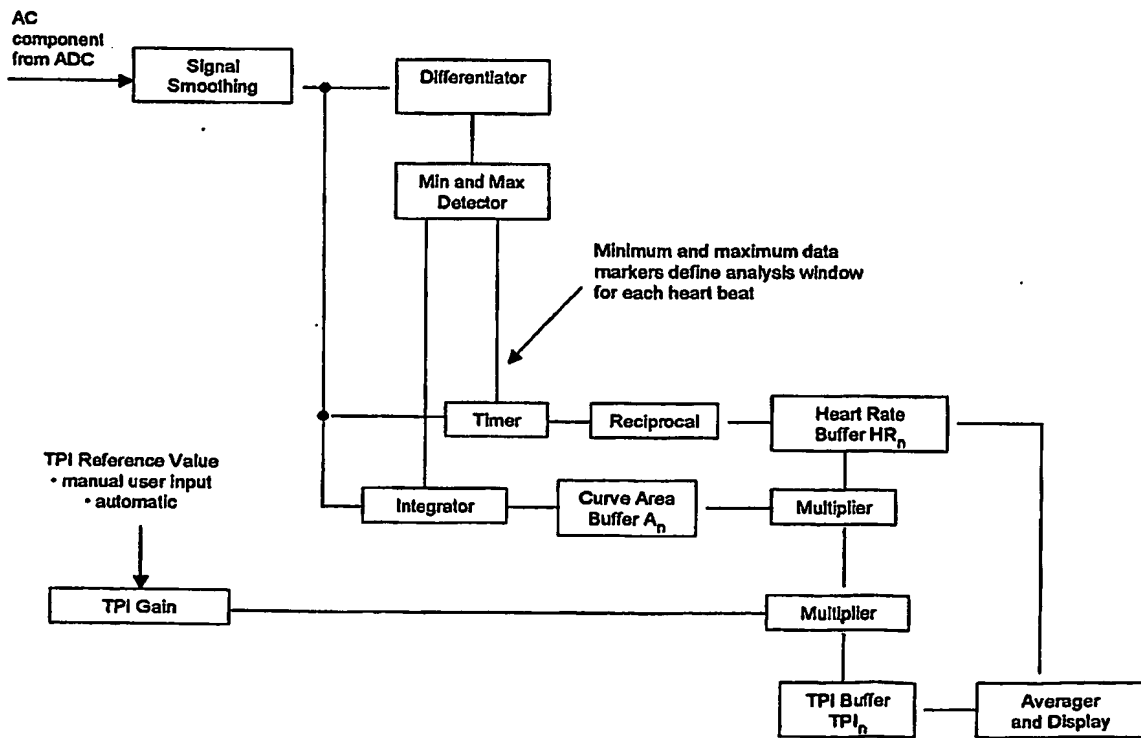 AC
component
from ADC
Signal
Smoothing
Differentiator
Min and Max
Detector
Minimum and maximum data
markers define analysis window
for each heart beat
Timer
Reciprocal
Heart Rate
Buffer HRn
TPI Reference Value
• manual user input
• automatic
Integrator
Curve Area
Buffer An
Multiplier
TPI Gain
Multiplier
TPI Buffer
TPIn
Averager
and Display